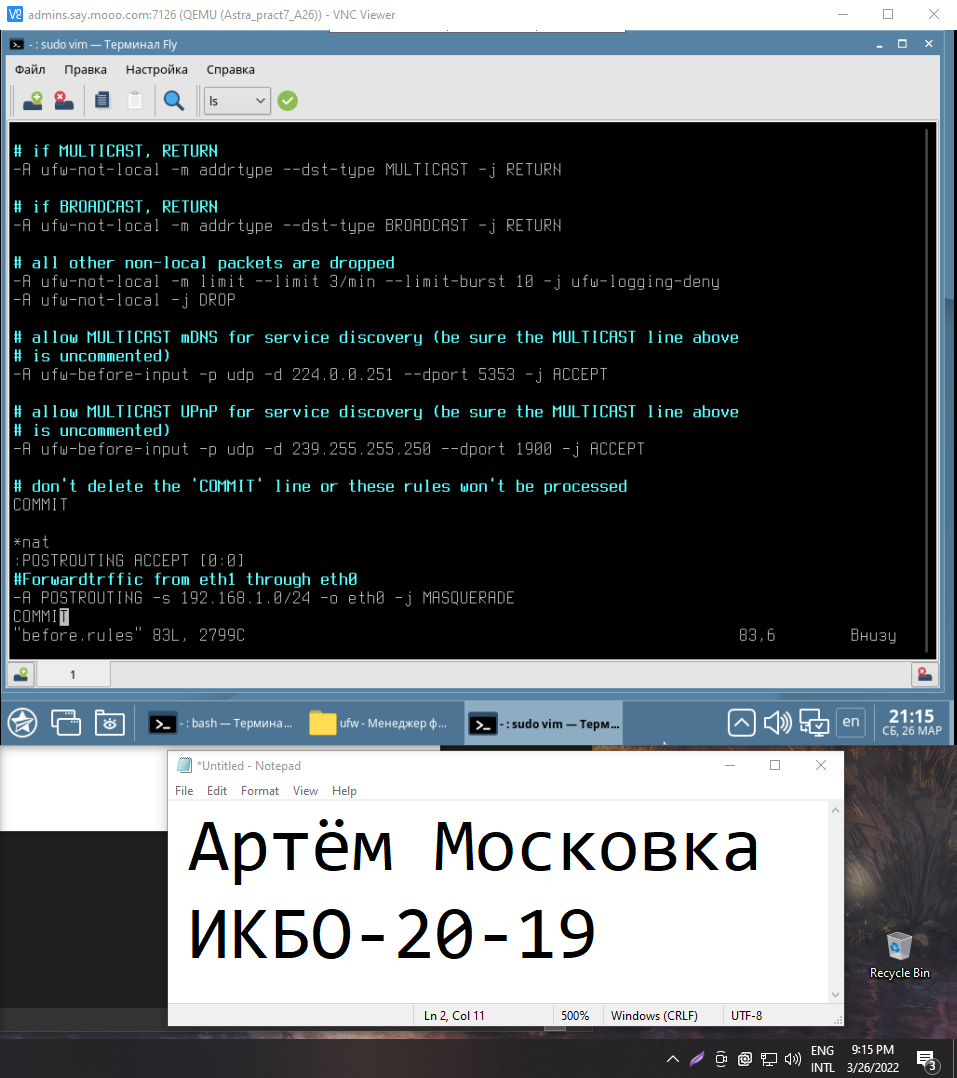 admins.say.mooo.com:7126 (QEMU (Astra_pract7_A26)) - VNC Viewer
- : sudo vim — Терминал Fly
Файл Правка Настройка Справка
ls
# if MULTICAST, RETURN
-A ufw-not-local -m addrtype --dst-type MULTICAST -j RETURN
# if BROADCAST, RETURN
-A ufw-not-local -m addrtype --dst-type BROADCAST -j RETURN
# all other non-local packets are dropped
-A ufw-not-local -m limit --limit 3/min --limit-burst 10 -j ufw-logging-deny
-A ufw-not-local -j DROP
# allow MULTICAST mDNS for service discovery (be sure the MULTICAST line above
# is uncommented)
-A ufw-before-input -p udp -d 224.0.0.251 --dport 5353 -j ACCEPT
# allow MULTICAST UPnP for service discovery (be sure the MULTICAST line above
# is uncommented)
-A ufw-before-input -p udp -d 239.255.255.250 --dport 1900 -j ACCEPT
# don't delete the 'COMMIT' line or these rules won't be processed
COMMIT
*nat
:POSTROUTING ACCEPT [0:0]
#Forwardtrffic from eth1 through eth0
-A POSTROUTING -s 192.168.1.0/24 -o eth0 -j MASQUERADE
COMMIT
"before.rules" 83L, 2799C 83,6 Внизу
1
- : bash — Термина... ufw - Менеджер ф... - : sudo vim — Терм... en 21:15
СБ, 26 МАР
*Untitled - Notepad
File Edit Format View Help
Артём Московка
ИКБО-20-19
Recycle Bin
Ln 2, Col 11 500% Windows (CRLF) UTF-8
ENG 9:15 PM
INTL 3/26/2022 3